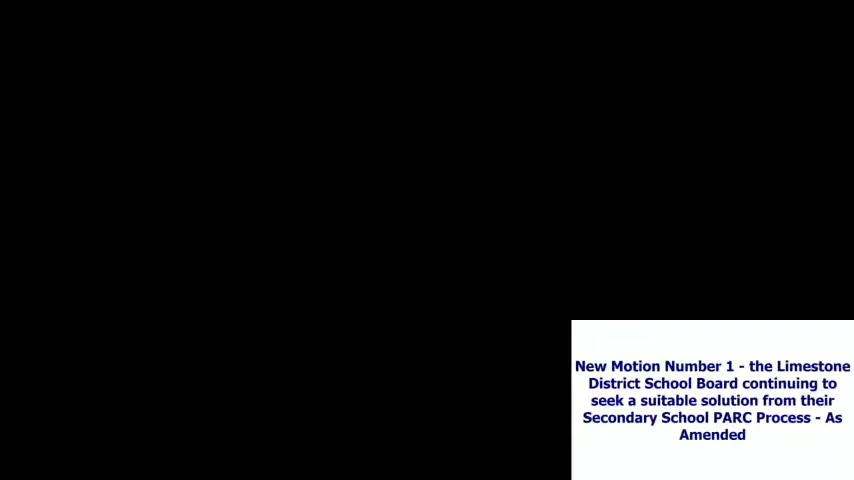 New Motion Number 1 - the Limestone
District School Board continuing to
seek a suitable solution from their
Secondary School PARC Process - As
Amended